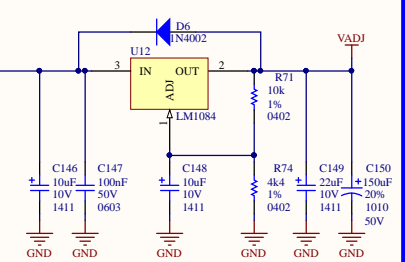 D6
1N4002
VADJ
U12
3
IN
OUT
2
ADJ
1
LM1084
R71
10k
1%
0402
C146
10uF
10V
1411
C147
100nF
50V
0603
C148
10uF
10V
1411
R74
4k4
1%
0402
C149
22uF
10V
1411
C150
150uF
20%
1010
50V
GND
GND
GND
GND
GND
GND